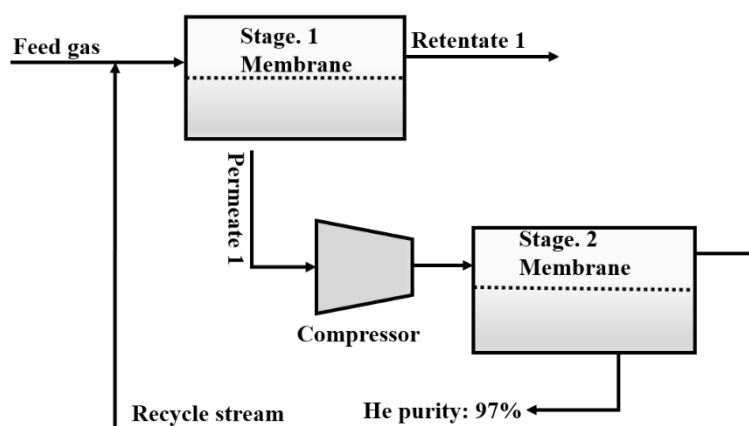 Feed gas
Stage. 1
Membrane
Retentate 1
Permeate 1
Compressor
Stage. 2
Membrane
Recycle stream
He purity: 97%